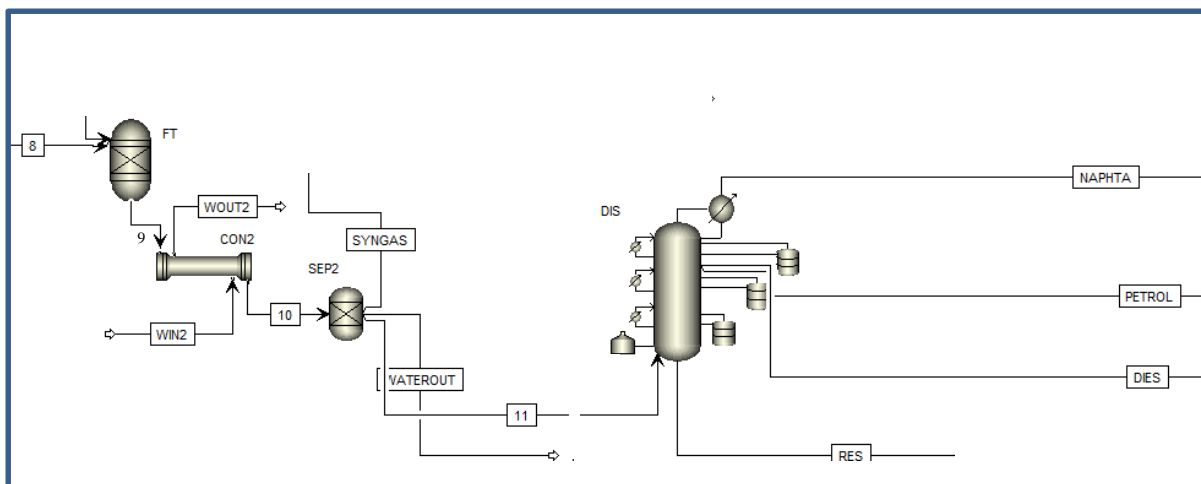 FT
8
WOUT2
9
CON2
SYNGAS
SEP2
10
WIN2
WATEROUT
11
DIS
NAPHTA
PETROL
DIES
RES